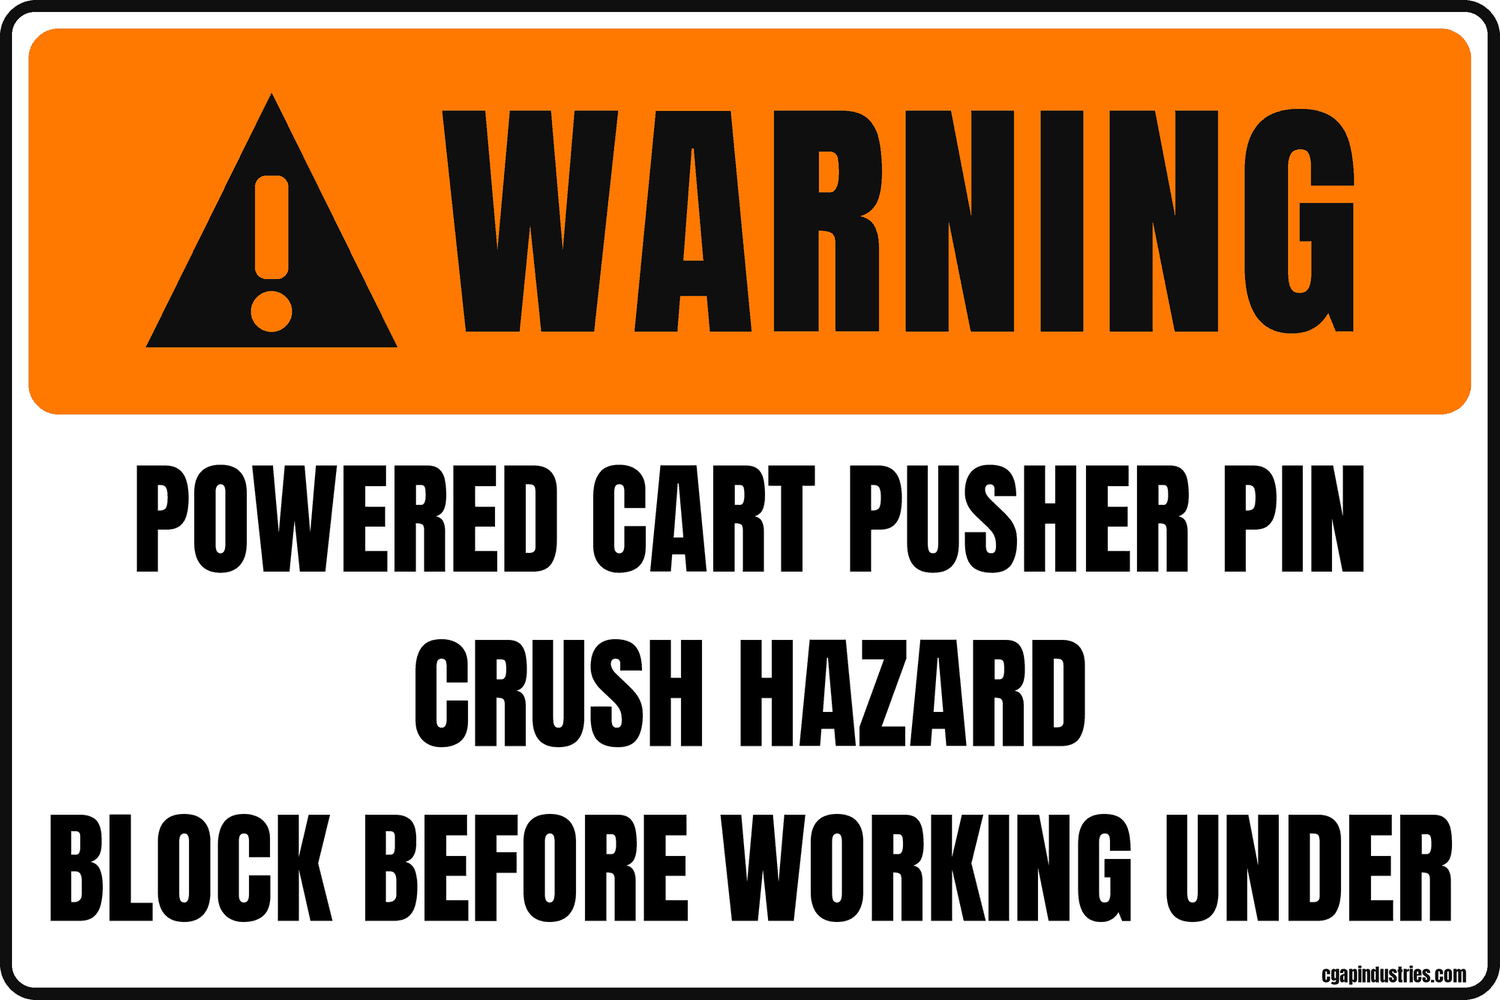 WARNING
POWERED CART PUSHER PIN
CRUSH HAZARD
BLOCK BEFORE WORKING UNDER
cgapindustries.com